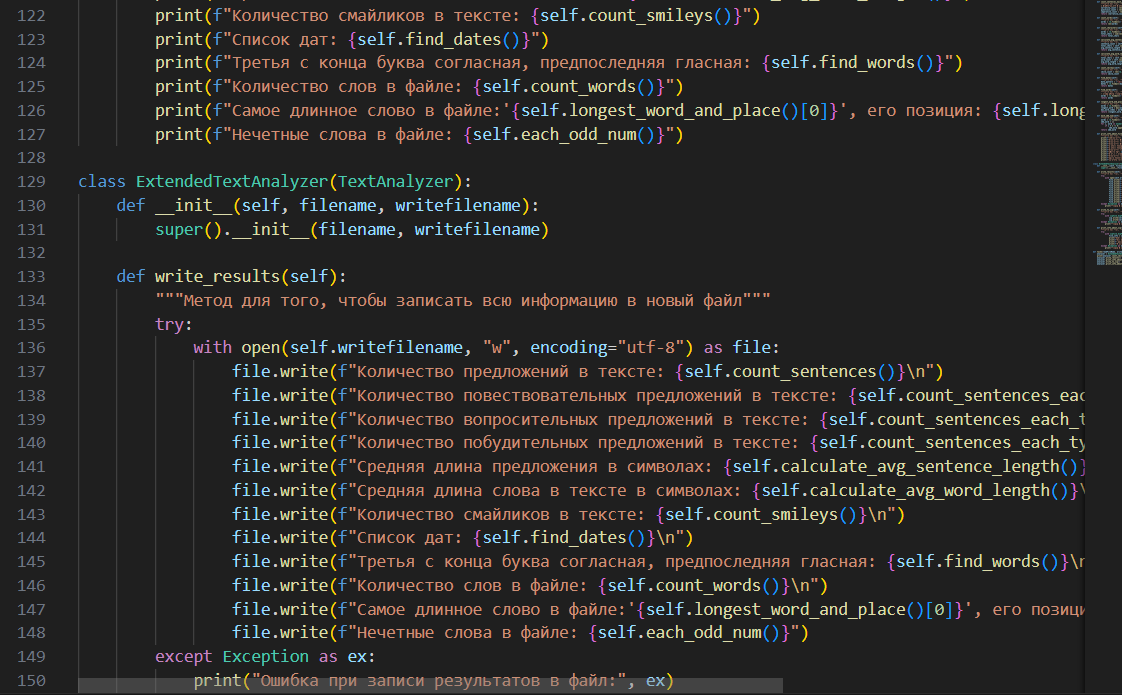 122 print(f"Количество смайликов в тексте: {self.count_smileys()}")
123 print(f"Список дат: {self.find_dates()}")
124 print(f"Третья с конца буква согласная, предпоследняя гласная: {self.find_words()}")
125 print(f"Количество слов в файле: {self.count_words()}")
126 print(f"Самое длинное слово в файле:'{self.longest_word_and_place()[0]}', его позиция: {self.long
127 print(f"Нечетные слова в файле: {self.each_odd_num()}")
128
129 class ExtendedTextAnalyzer(TextAnalyzer):
130 def __init__(self, filename, writefilename):
131 super().__init__(filename, writefilename)
132
133 def write_results(self):
134 """Метод для того, чтобы записать всю информацию в новый файл"""
135 try:
136 with open(self.writefilename, "w", encoding="utf-8") as file:
137 file.write(f"Количество предложений в тексте: {self.count_sentences()}\n")
138 file.write(f"Количество повествовательных предложений в тексте: {self.count_sentences_eac
139 file.write(f"Количество вопросительных предложений в тексте: {self.count_sentences_each_t
140 file.write(f"Количество побудительных предложений в тексте: {self.count_sentences_each_ty
141 file.write(f"Средняя длина предложения в символах: {self.calculate_avg_sentence_length()}
142 file.write(f"Средняя длина слова в тексте в символах: {self.calculate_avg_word_length()}\
143 file.write(f"Количество смайликов в тексте: {self.count_smileys()}\n")
144 file.write(f"Список дат: {self.find_dates()}\n")
145 file.write(f"Третья с конца буква согласная, предпоследняя гласная: {self.find_words()}\n
146 file.write(f"Количество слов в файле: {self.count_words()}\n")
147 file.write(f"Самое длинное слово в файле:'{self.longest_word_and_place()[0]}', его позици
148 file.write(f"Нечетные слова в файле: {self.each_odd_num()}")
149 except Exception as ex:
150 print("Ошибка при записи результатов в файл:", ex)